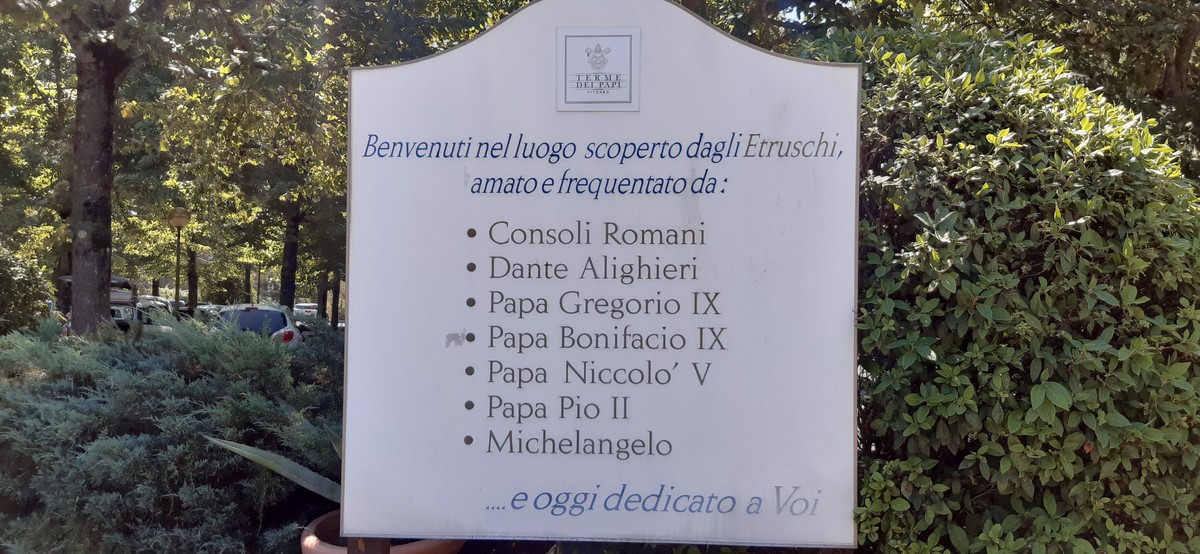 TERME
DEI PAPI
VITERBO
Benvenuti nel luogo scoperto dagli Etruschi,
amato e frequentato da :
• Consoli Romani
• Dante Alighieri
• Papa Gregorio IX
• Papa Bonifacio IX
• Papa Niccolo' V
• Papa Pio II
• Michelangelo
.... e oggi dedicato a Voi